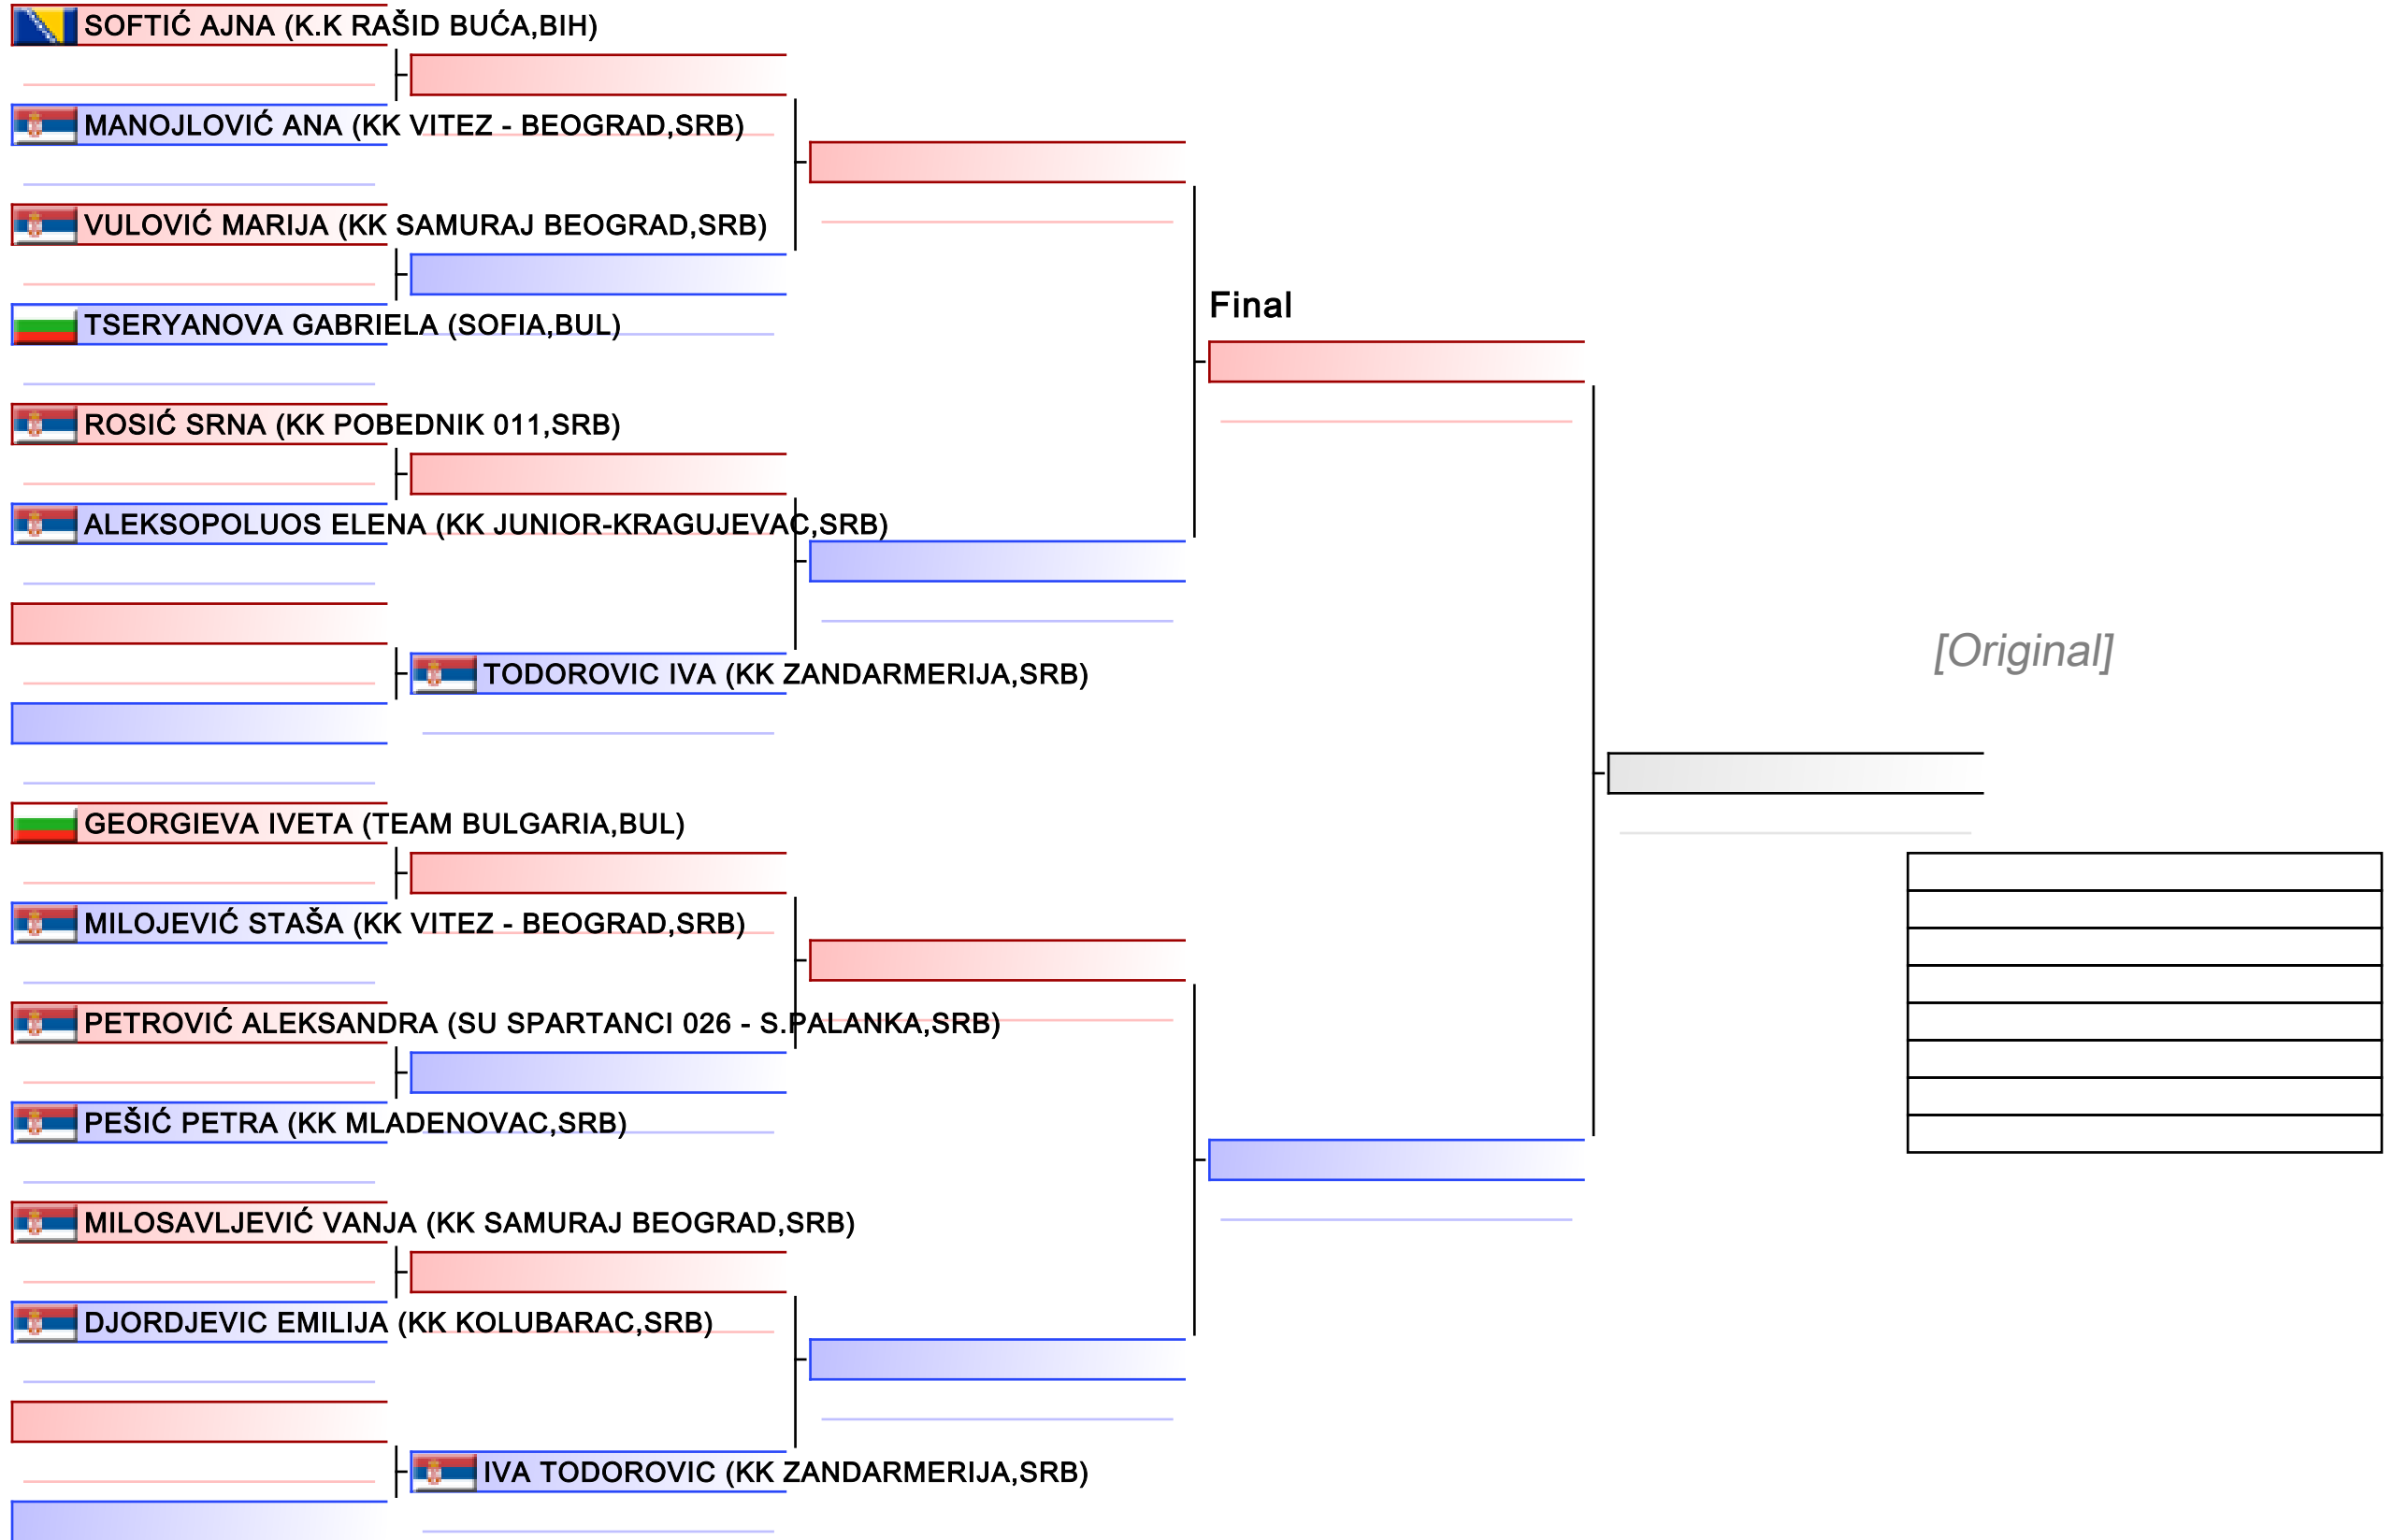 SOFTIĆ AJNA (K.K RAŠID BUĆA,BIH)
MANOJLOVIĆ ANA (KK VITEZ - BEOGRAD,SRB)
VULOVIĆ MARIJA (KK SAMURAJ BEOGRAD,SRB)
Final
TSERYANOVA GABRIELA (SOFIA,BUL)
ROSIĆ SRNA (KK POBEDNIK 011,SRB)
ALEKSOPOLUOS ELENA (KK JUNIOR-KRAGUJEVAC,SRB)
[Original]
TODOROVIC IVA (KK ZANDARMERIJA,SRB)
GEORGIEVA IVETA (TEAM BULGARIA,BUL)
MILOJEVIĆ STAŠA (KK VITEZ - BEOGRAD,SRB)
PETROVIĆ ALEKSANDRA (SU SPARTANCI 026 - S.PALANKA,SRB)
PEŠIĆ PETRA (KK MLADENOVAC,SRB)
MILOSAVLJEVIĆ VANJA (KK SAMURAJ BEOGRAD,SRB)
DJORDJEVIC EMILIJA (KK KOLUBARAC,SRB)
IVA TODOROVIC (KK ZANDARMERIJA,SRB)